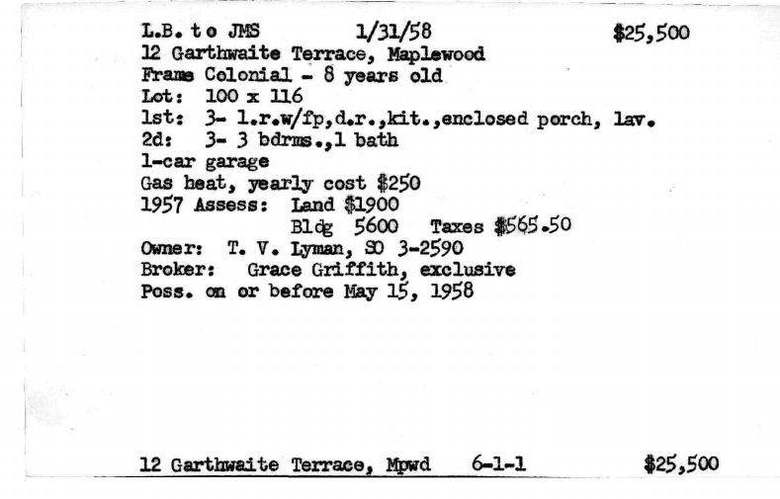 L.B. to JMS 1/31/58 $25,500
12 Garthwaite Terrace, Maplewood
Frame Colonial - 8 years old
Lot: 100 x 116
1st: 3- l.r.w/fp,d.r.,kit.,enclosed porch, lav.
2d: 3- 3 bdrms.,1 bath
1-car garage
Gas heat, yearly cost $250
1957 Assess: Land $1900
Bldg 5600 Taxes $565.50
Owner: T. V. Lyman, SO 3-2590
Broker: Grace Griffith, exclusive
Poss. on or before May 15, 1958
12 Garthwaite Terrace, Mpwd 6-1-1 $25,500